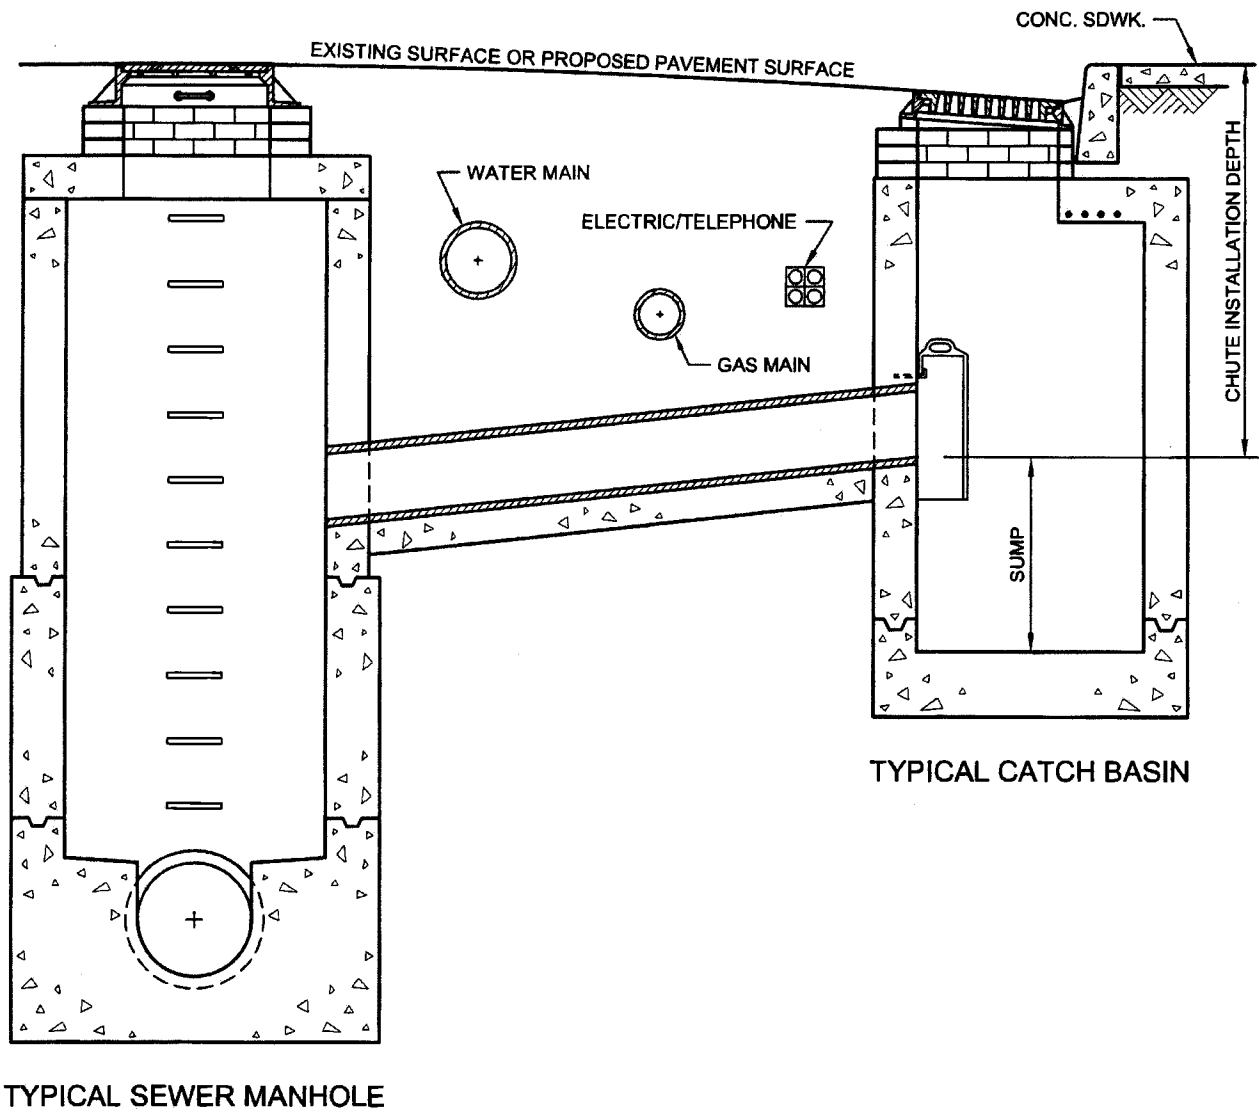 CONC. SDWK.
EXISTING SURFACE OR PROPOSED PAVEMENT SURFACE
WATER MAIN
ELECTRIC/TELEPHONE
GAS MAIN
CHUTE INSTALLATION DEPTH
SUMP
TYPICAL CATCH BASIN
TYPICAL SEWER MANHOLE